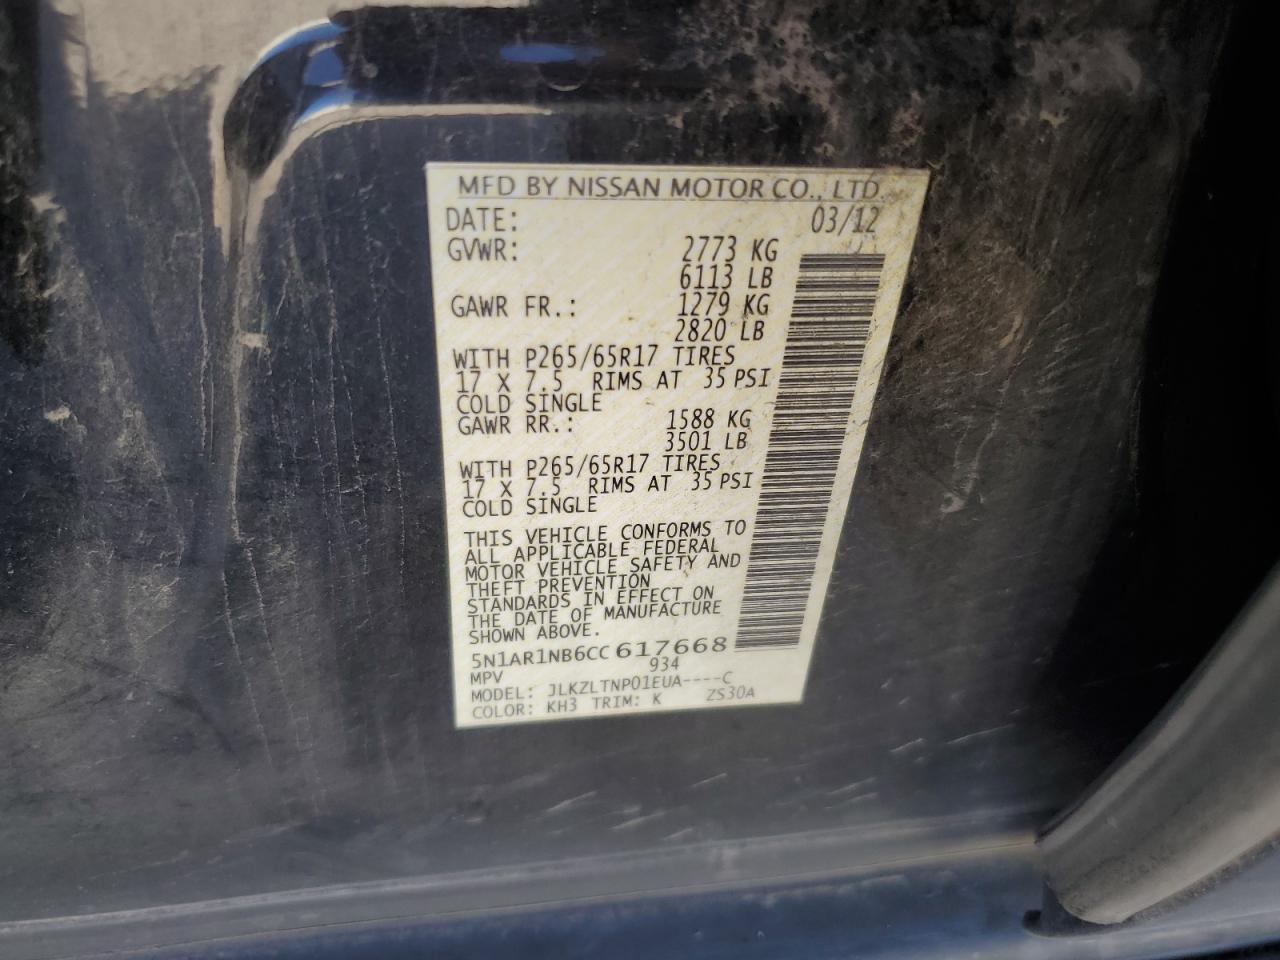 MFD BY NISSAN MOTOR CO., LTD.
DATE: 03/12
GVWR: 2773 KG
6113 LB
GAWR FR.: 1279 KG
2820 LB
WITH P265/65R17 TIRES
17 X 7.5 RIMS AT 35 PSI
COLD SINGLE
GAWR RR.: 1588 KG
3501 LB
WITH P265/65R17 TIRES
17 X 7.5 RIMS AT 35 PSI
COLD SINGLE
THIS VEHICLE CONFORMS TO
ALL APPLICABLE FEDERAL
MOTOR VEHICLE SAFETY AND
THEFT PREVENTION
STANDARDS IN EFFECT ON
THE DATE OF MANUFACTURE
SHOWN ABOVE.
5N1AR1NB6CC617668
MPV 934
MODEL: JLKZLTNP01EUA----C
COLOR: KH3 TRIM: K ZS30A